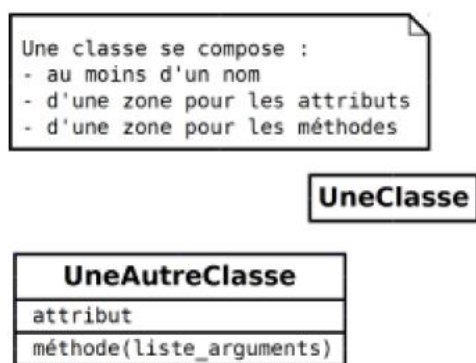 Une classe se compose :
- au moins d'un nom
- d'une zone pour les attributs
- d'une zone pour les méthodes
UneClasse
UneAutreClasse
attribut
méthode(liste_arguments)